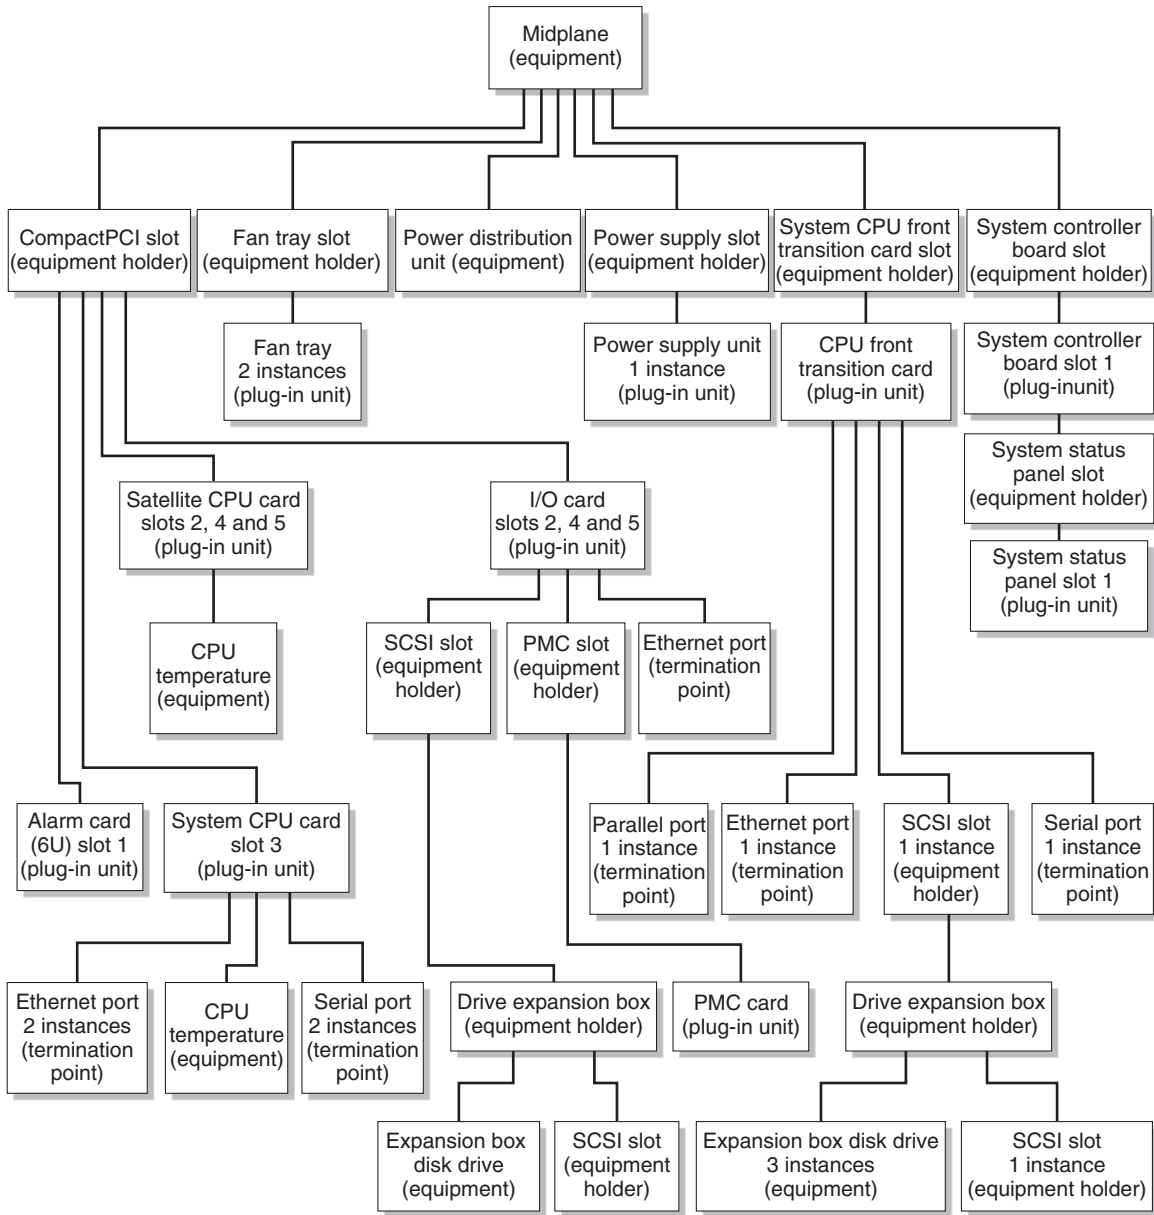 Midplane
(equipment)
CompactPCI slot
(equipment holder)
Fan tray slot
(equipment holder)
Power distribution
unit (equipment)
Power supply slot
(equipment holder)
System CPU front
transition card slot
(equipment holder)
System controller
board slot
(equipment holder)
Fan tray
2 instances
(plug-in unit)
Power supply unit
1 instance
(plug-in unit)
CPU front
transition card
(plug-in unit)
System controller
board slot 1
(plug-inunit)
System status
panel slot
(equipment holder)
System status
panel slot 1
(plug-in unit)
Satellite CPU card
slots 2, 4 and 5
(plug-in unit)
I/O card
slots 2, 4 and 5
(plug-in unit)
CPU
temperature
(equipment)
SCSI slot
(equipment
holder)
PMC slot
(equipment
holder)
Ethernet port
(termination
point)
Alarm card
(6U) slot 1
(plug-in unit)
System CPU card
slot 3
(plug-in unit)
Parallel port
1 instance
(termination
point)
Ethernet port
1 instance
(termination
point)
SCSI slot
1 instance
(equipment
holder)
Serial port
1 instance
(termination
point)
Ethernet port
2 instances
(termination
point)
CPU
temperature
(equipment)
Serial port
2 instances
(termination
point)
Drive expansion box
(equipment holder)
PMC card
(plug-in unit)
Drive expansion box
(equipment holder)
Expansion box
disk drive
(equipment)
SCSI slot
(equipment
holder)
Expansion box disk drive
3 instances
(equipment)
SCSI slot
1 instance
(equipment holder)